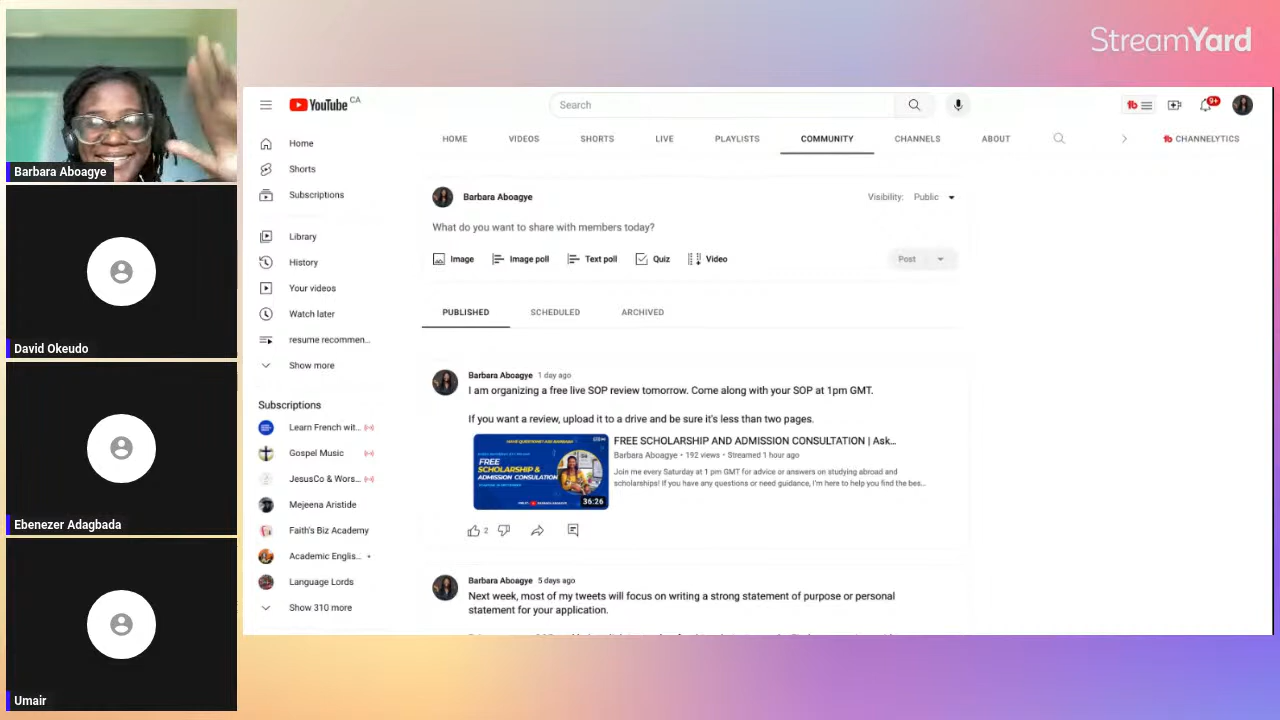 StreamYard
Barbara Aboagye
David Okeudo
Ebenezer Adagbada
Umair
YouTube CA
Search
9+
Home
Shorts
Subscriptions
Library
History
Your videos
Watch later
resume recommen...
Show more
Subscriptions
Learn French wit...
Gospel Music
JesusCo & Wors...
Mejeena Aristide
Faith's Biz Academy
Academic Englis...
Language Lords
Show 310 more
HOME VIDEOS SHORTS LIVE PLAYLISTS COMMUNITY CHANNELS ABOUT CHANNELYTICS
Barbara Aboagye
Visibility: Public
What do you want to share with members today?
Image Image poll Text poll Quiz Video
Post
PUBLISHED SCHEDULED ARCHIVED
Barbara Aboagye 1 day ago
I am organizing a free live SOP review tomorrow. Come along with your SOP at 1pm GMT.
If you want a review, upload it to a drive and be sure it's less than two pages.
FREE
SCHOLARSHIP &
ADMISSION CONSULATION
36:26
FREE SCHOLARSHIP AND ADMISSION CONSULTATION | Ask...
Barbara Aboagye • 192 views • Streamed 1 hour ago
Join me every Saturday at 1 pm GMT for advice or answers on studying abroad and
scholarships! If you have any questions or need guidance, I'm here to help you find the bes...
2
Barbara Aboagye 5 days ago
Next week, most of my tweets will focus on writing a strong statement of purpose or personal
statement for your application.